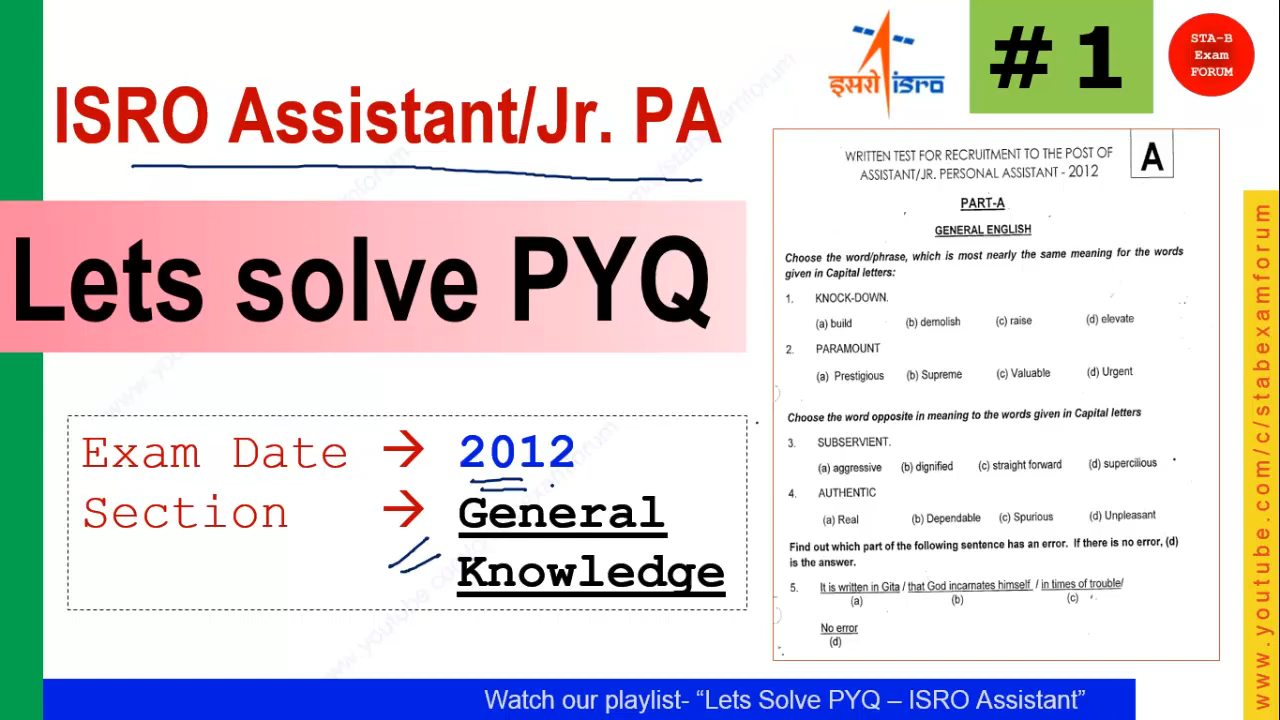 ISRO Assistant/Jr. PA
इसरो isro
# 1
STA-B
Exam
FORUM
Lets solve PYQ
Exam Date → 2012
Section → General
Knowledge
WRITTEN TEST FOR RECRUITMENT TO THE POST OF
ASSISTANT/JR. PERSONAL ASSISTANT - 2012
A
PART-A
GENERAL ENGLISH
Choose the word/phrase, which is most nearly the same meaning for the words
given in Capital letters:
1. KNOCK-DOWN.
(a) build (b) demolish (c) raise (d) elevate
2. PARAMOUNT
(a) Prestigious (b) Supreme (c) Valuable (d) Urgent
Choose the word opposite in meaning to the words given in Capital letters
3. SUBSERVIENT.
(a) aggressive (b) dignified (c) straight forward (d) supercilious
4. AUTHENTIC
(a) Real (b) Dependable (c) Spurious (d) Unpleasant
Find out which part of the following sentence has an error. If there is no error, (d)
is the answer.
5. It is written in Gita / that God incarnates himself / in times of trouble/
(a) (b) (c)
No error
(d)
www.youtube.com/c/stabexamforum
Watch our playlist- “Lets Solve PYQ – ISRO Assistant”